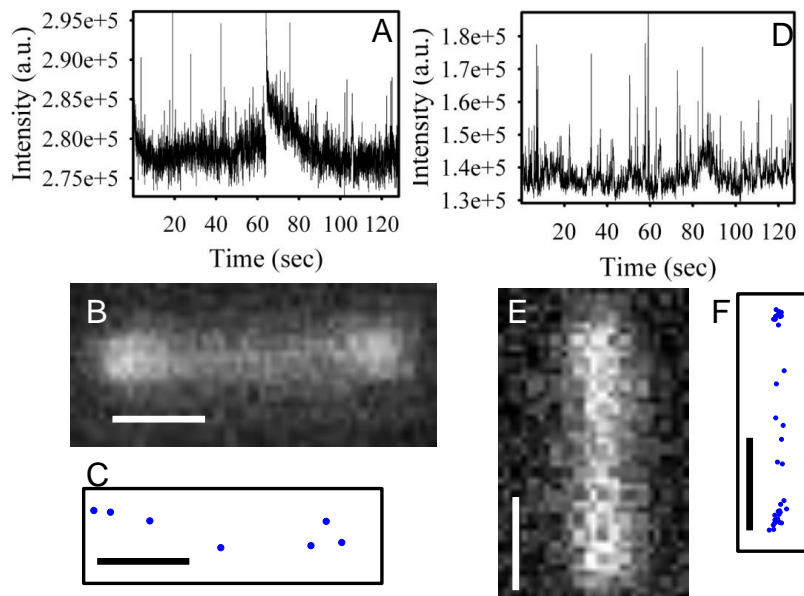 A
Intensity (a.u.)
2.95e+5
2.90e+5
2.85e+5
2.80e+5
2.75e+5
20 40 60 80 100 120
Time (sec)
D
Intensity (a.u.)
1.8e+5
1.7e+5
1.6e+5
1.5e+5
1.4e+5
1.3e+5
20 40 60 80 100 120
Time (sec)
B
C
E
F